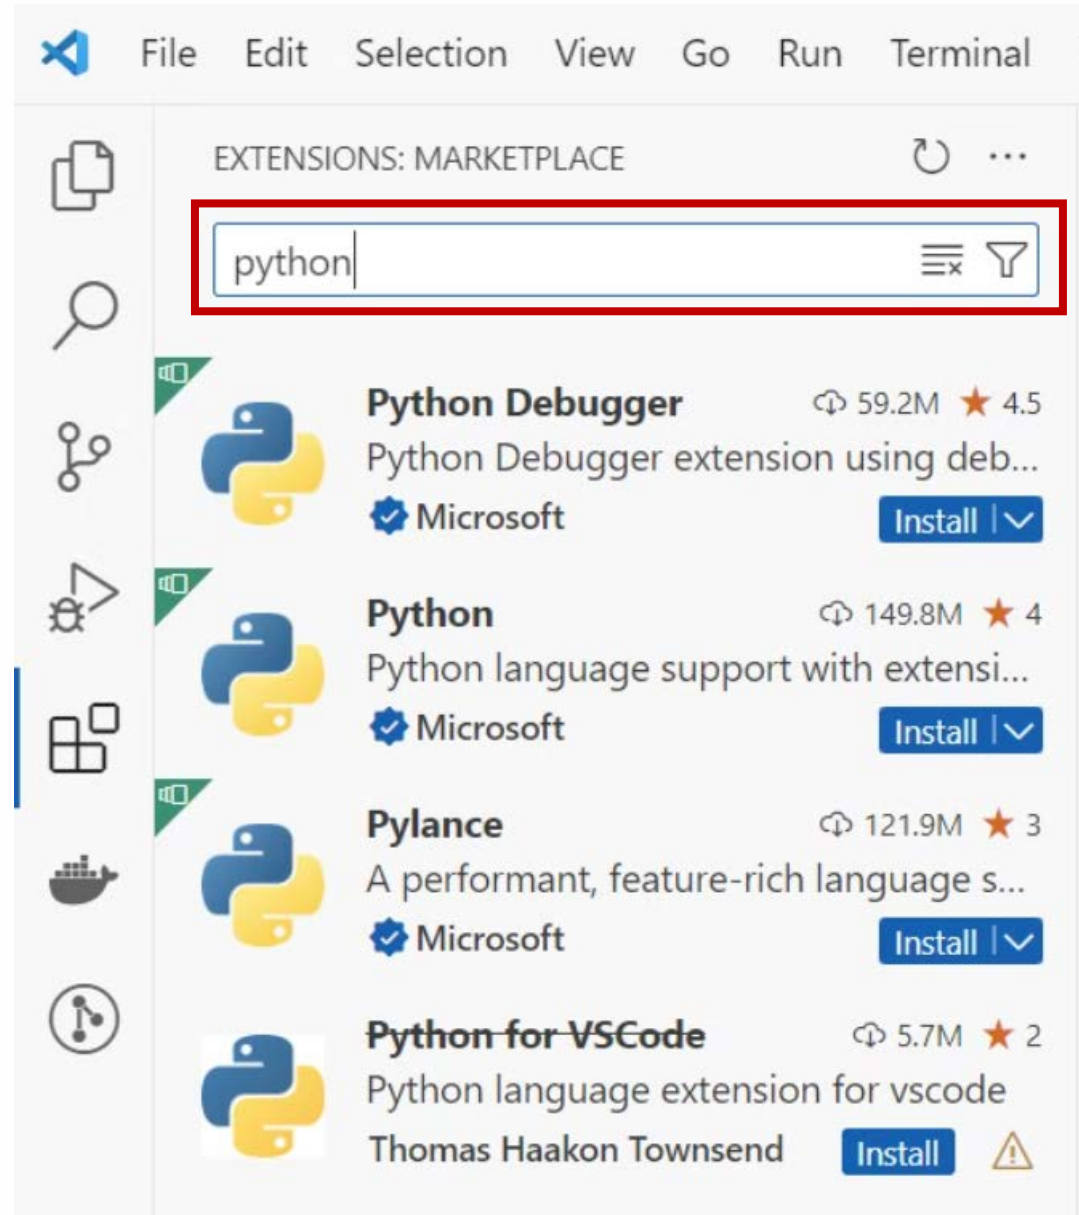 File Edit Selection View Go Run Terminal
EXTENSIONS: MARKETPLACE
python
Python Debugger 59.2M 4.5
Python Debugger extension using deb...
Microsoft Install
Python 149.8M 4
Python language support with extensi...
Microsoft Install
Pylance 121.9M 3
A performant, feature-rich language s...
Microsoft Install
Python for VSCode 5.7M 2
Python language extension for vscode
Thomas Haakon Townsend Install